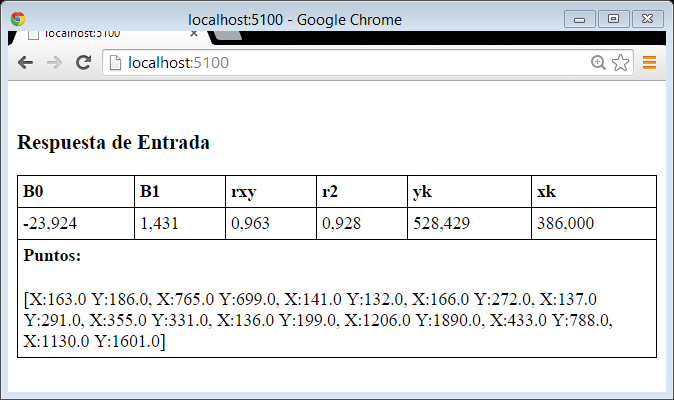 localhost:5100 - Google Chrome
localhost:5100
localhost:5100
Respuesta de Entrada
B0 B1 rxy r2 yk xk
-23,924 1,431 0,963 0,928 528,429 386,000
Puntos:
[X:163.0 Y:186.0, X:765.0 Y:699.0, X:141.0 Y:132.0, X:166.0 Y:272.0, X:137.0
Y:291.0, X:355.0 Y:331.0, X:136.0 Y:199.0, X:1206.0 Y:1890.0, X:433.0 Y:788.0,
X:1130.0 Y:1601.0]